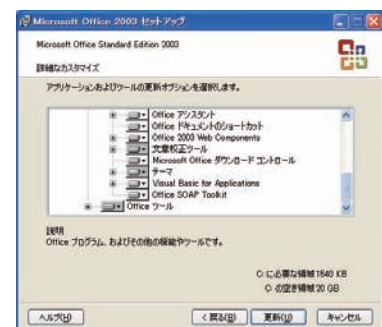 Microsoft Office 2003 セットアップ
Microsoft Office Standard Edition 2003
詳細なカスタマイズ
アプリケーションおよびツールの更新オプションを選択します。
Office アシスタント
Office ドキュメントのショートカット
Office 2003 Web Components
文章校正ツール
Microsoft Office ダウンロード コントロール
テーマ
Visual Basic for Applications
Office SOAP Toolkit
Office ツール
説明
Office プログラム、およびその他の機能やツールです。
C: に必要な領域 1640 KB
C: の空き領域 20 GB
ヘルプ(H)
< 戻る(B)
更新(U)
キャンセル